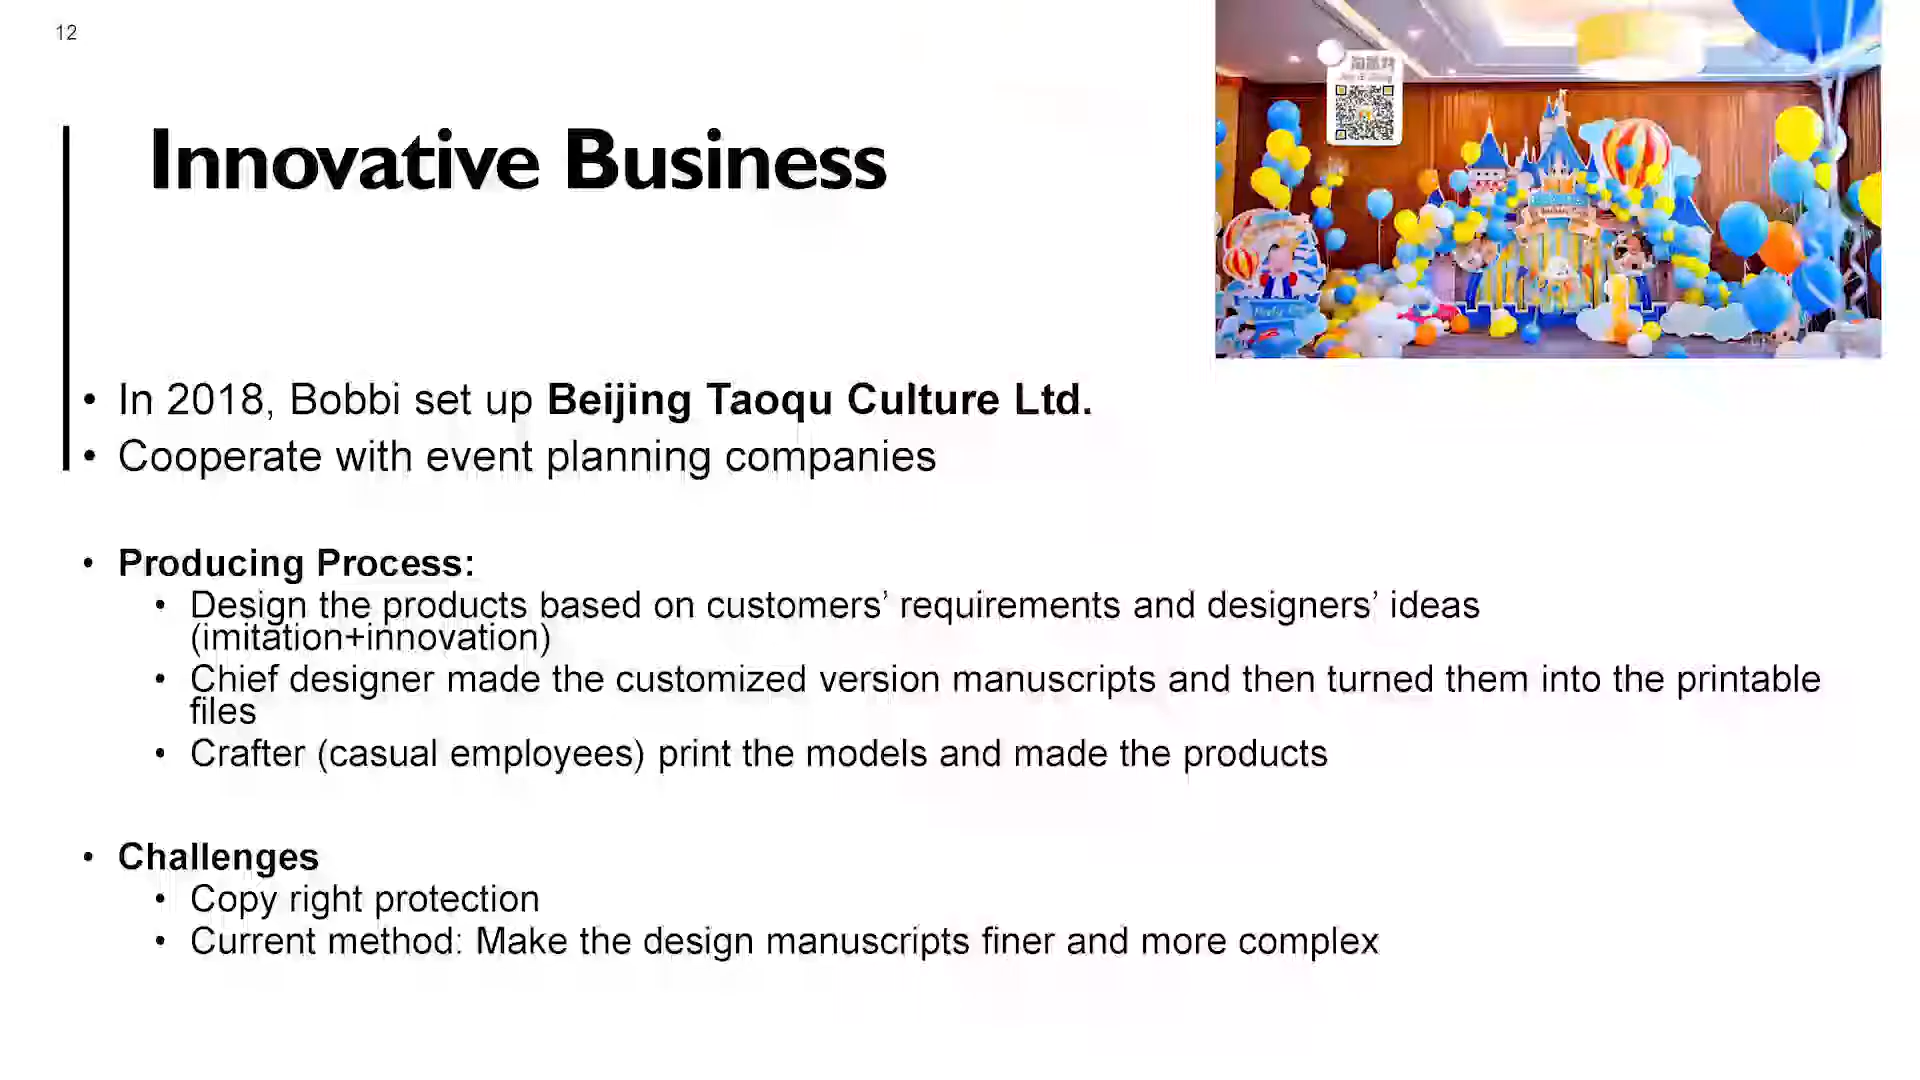 12
Innovative Business
• In 2018, Bobbi set up Beijing Taoqu Culture Ltd.
• Cooperate with event planning companies
• Producing Process:
• Design the products based on customers’ requirements and designers’ ideas
(imitation+innovation)
• Chief designer made the customized version manuscripts and then turned them into the printable
files
• Crafter (casual employees) print the models and made the products
• Challenges
• Copy right protection
• Current method: Make the design manuscripts finer and more complex